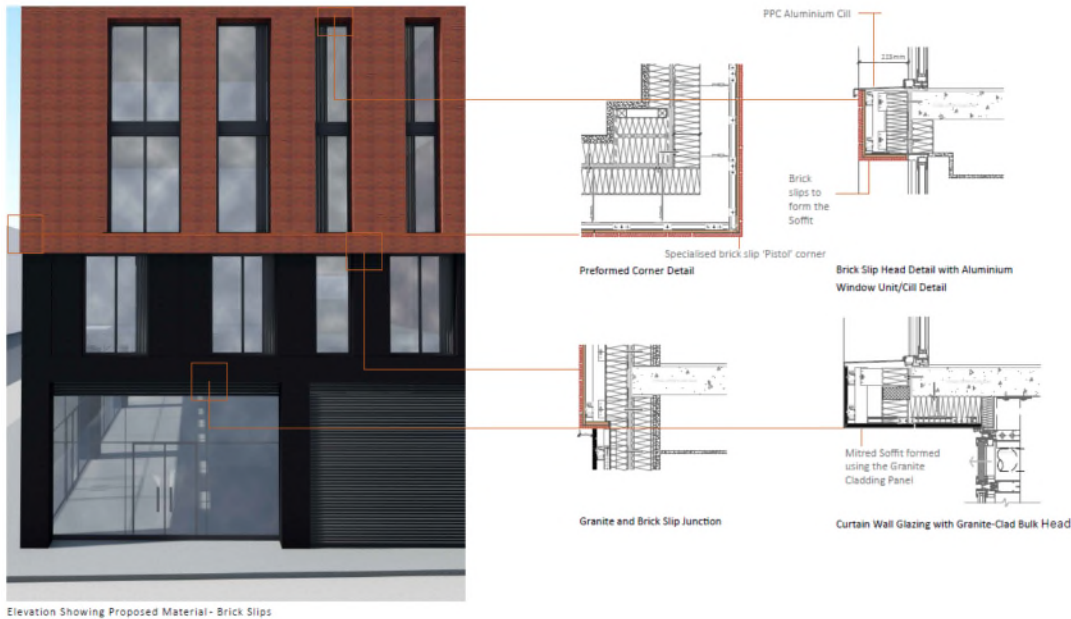 PPC Aluminium Cill
Brick
slips to
form the
Soffit
Specialised brick slip 'Pistol' corner
Preformed Corner Detail
Brick Slip Head Detail with Aluminium
Window Unit/Cill Detail
Mitred Soffit formed
using the Granite
Cladding Panel
Granite and Brick Slip Junction
Curtain Wall Glazing with Granite-Clad Bulk Head
Elevation Showing Proposed Material - Brick Slips